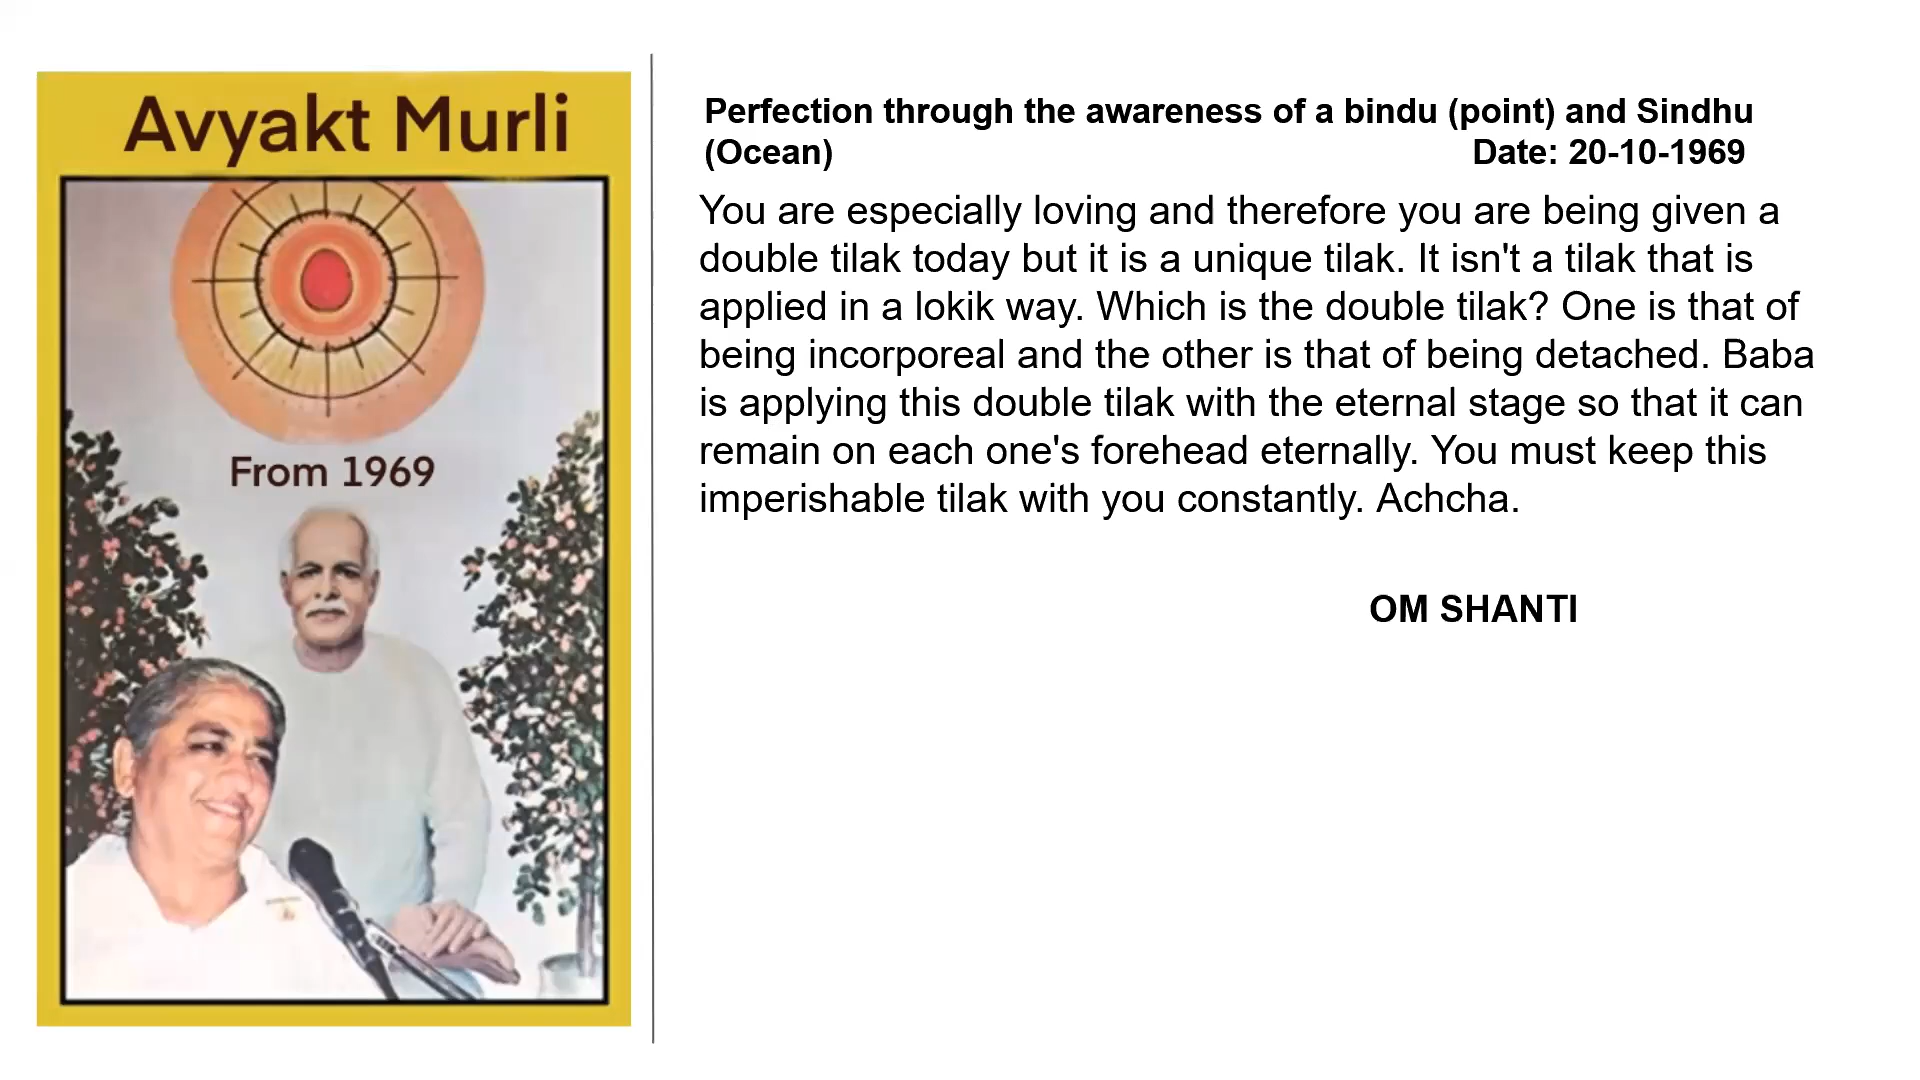 Avyakt Murli
From 1969
Perfection through the awareness of a bindu (point) and Sindhu
(Ocean) Date: 20-10-1969
You are especially loving and therefore you are being given a
double tilak today but it is a unique tilak. It isn't a tilak that is
applied in a lokik way. Which is the double tilak? One is that of
being incorporeal and the other is that of being detached. Baba
is applying this double tilak with the eternal stage so that it can
remain on each one's forehead eternally. You must keep this
imperishable tilak with you constantly. Achcha.
OM SHANTI